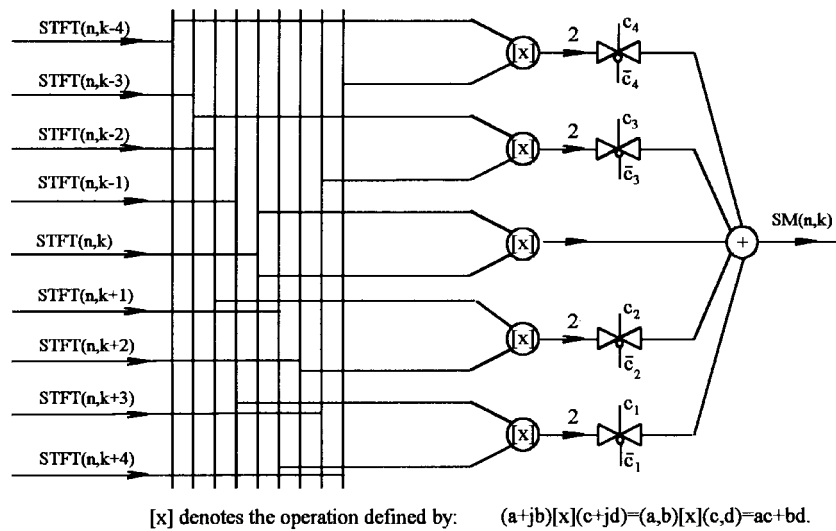 STFT(n,k-4)
STFT(n,k-3)
STFT(n,k-2)
STFT(n,k-1)
STFT(n,k)
STFT(n,k+1)
STFT(n,k+2)
STFT(n,k+3)
STFT(n,k+4)
[x]
2
c₄
c̄₄
[x]
2
c₃
c̄₃
[x]
+
SM(n,k)
[x]
2
c₂
c̄₂
[x]
2
c₁
c̄₁
[x] denotes the operation defined by: (a+jb)[x](c+jd)=(a,b)[x](c,d)=ac+bd.